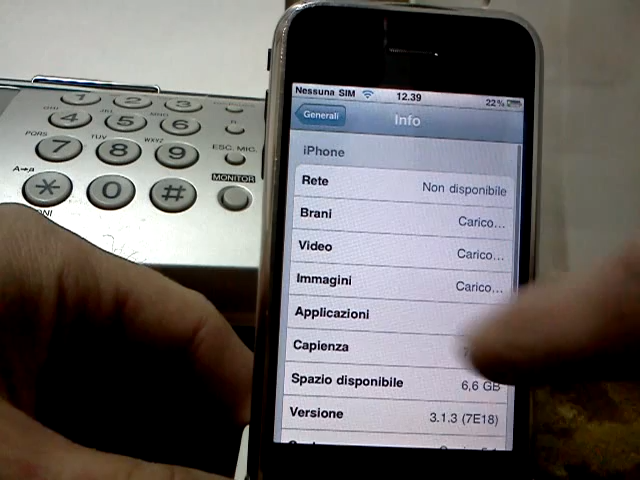 Nessuna SIM 12.39 22%
Generali Info
iPhone
Rete Non disponibile
Brani Carico...
Video Carico...
Immagini Carico...
Applicazioni
Capienza
Spazio disponibile 6,6 GB
Versione 3.1.3 (7E18)
1 2 3
4 5 6
PQRS TUV WXYZ
7 8 9
ESC. MIC.
A→P
* 0 #
MONITOR